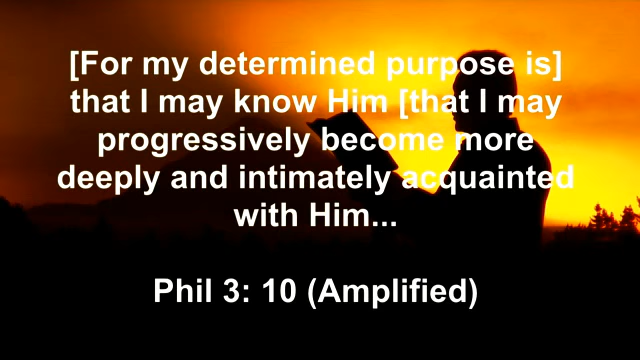 [For my determined purpose is]
that I may know Him [that I may
progressively become more
deeply and intimately acquainted
with Him...
Phil 3: 10 (Amplified)